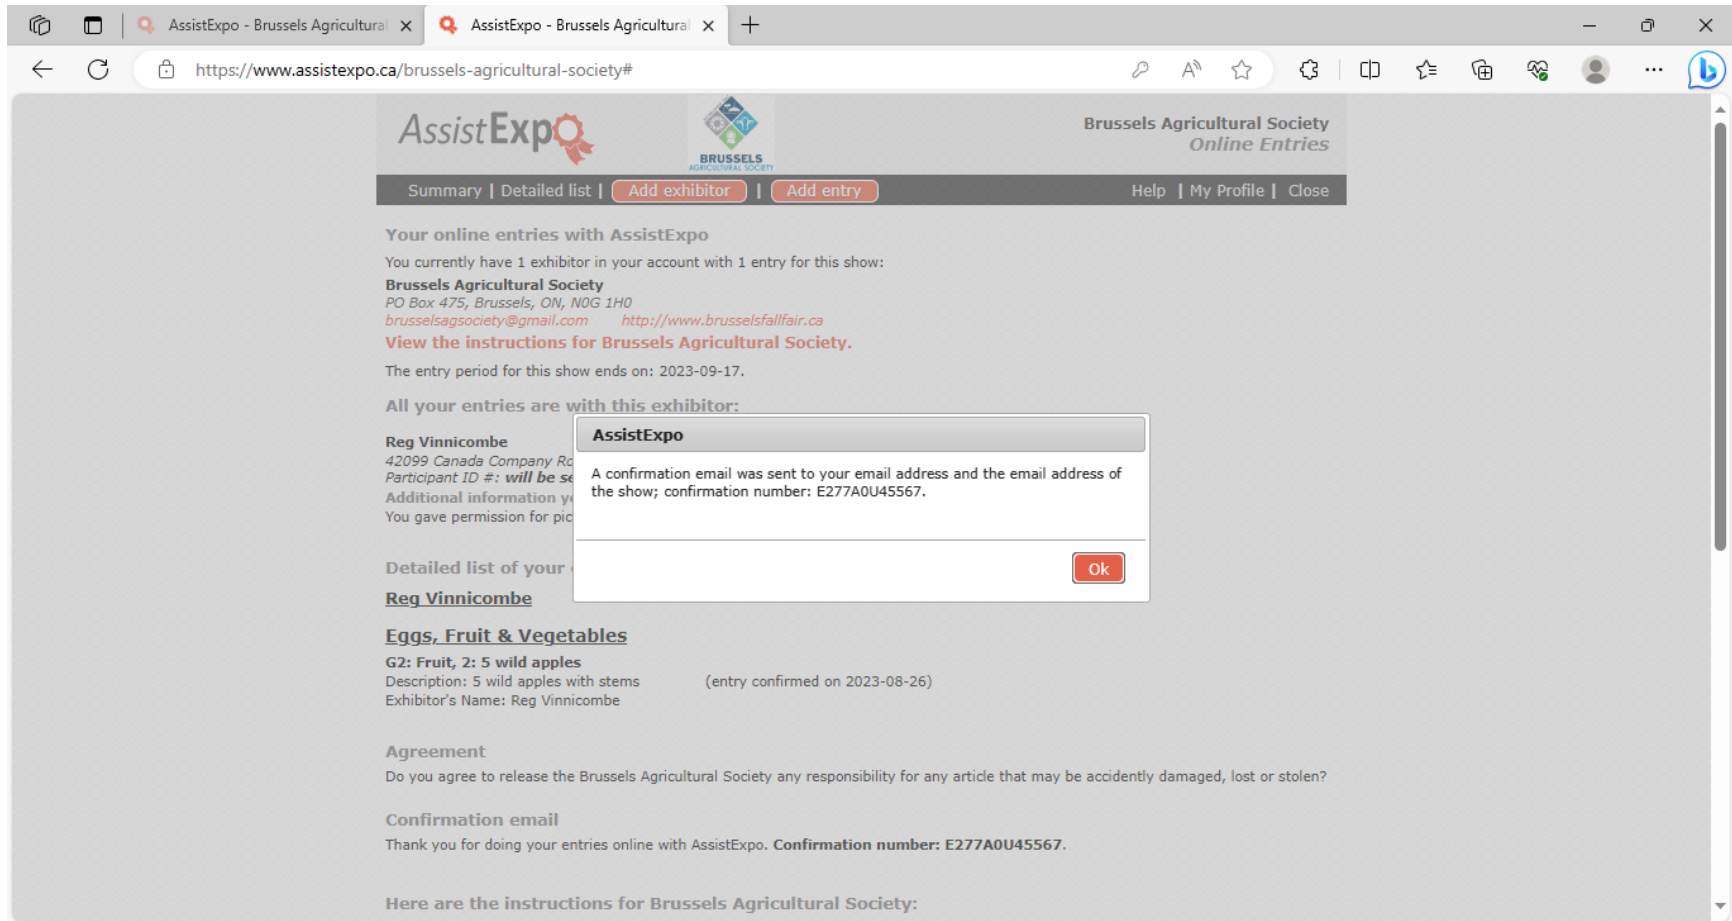 AssistExpo - Brussels Agricultural
AssistExpo - Brussels Agricultural
https://www.assistexpo.ca/brussels-agricultural-society#
AssistExpo
BRUSSELS
AGRICULTURAL SOCIETY
Brussels Agricultural Society
Online Entries
Summary | Detailed list | Add exhibitor | Add entry
Help | My Profile | Close
Your online entries with AssistExpo
You currently have 1 exhibitor in your account with 1 entry for this show:
Brussels Agricultural Society
PO Box 475, Brussels, ON, N0G 1H0
brusselsagsociety@gmail.com http://www.brusselsfallfair.ca
View the instructions for Brussels Agricultural Society.
The entry period for this show ends on: 2023-09-17.
All your entries are with this exhibitor:
Reg Vinnicombe
42099 Canada Company
Participant ID #: will be
Additional information
You gave permission for
AssistExpo
A confirmation email was sent to your email address and the email address of
the show; confirmation number: E277A0U45567.
Ok
Detailed list of your
Reg Vinnicombe
Eggs, Fruit & Vegetables
G2: Fruit, 2: 5 wild apples
Description: 5 wild apples with stems (entry confirmed on 2023-08-26)
Exhibitor's Name: Reg Vinnicombe
Agreement
Do you agree to release the Brussels Agricultural Society any responsibility for any article that may be accidently damaged, lost or stolen?
Confirmation email
Thank you for doing your entries online with AssistExpo. Confirmation number: E277A0U45567.
Here are the instructions for Brussels Agricultural Society: